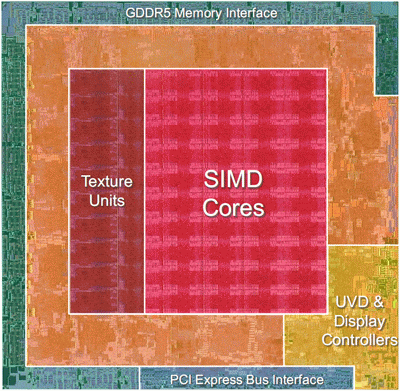 GDDR5 Memory Interface
Texture
Units
SIMD
Cores
UVD &
Display
Controllers
PCI Express Bus Interface